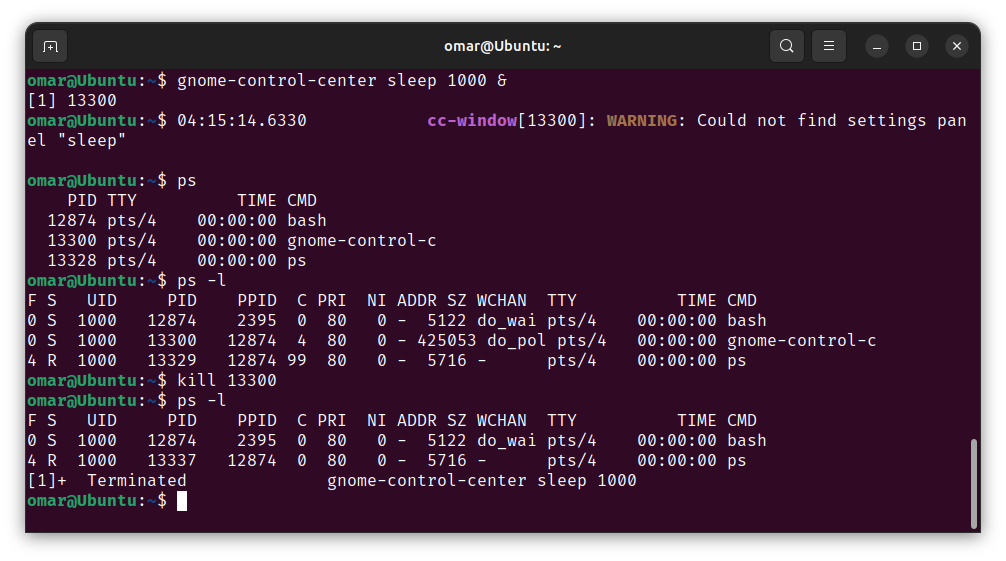 omar@Ubuntu: ~
omar@Ubuntu:~$ gnome-control-center sleep 1000 &
[1] 13300
omar@Ubuntu:~$ 04:15:14.6330            cc-window[13300]: WARNING: Could not find settings pan
el "sleep"
omar@Ubuntu:~$ ps
    PID TTY          TIME CMD
  12874 pts/4    00:00:00 bash
  13300 pts/4    00:00:00 gnome-control-c
  13328 pts/4    00:00:00 ps
omar@Ubuntu:~$ ps -l
F S   UID     PID    PPID  C PRI  NI ADDR SZ WCHAN  TTY          TIME CMD
0 S  1000   12874    2395  0  80   0 -  5122 do_wai pts/4    00:00:00 bash
0 S  1000   13300   12874  4  80   0 - 425053 do_pol pts/4   00:00:00 gnome-control-c
4 R  1000   13329   12874 99  80   0 -  5716 -      pts/4    00:00:00 ps
omar@Ubuntu:~$ kill 13300
omar@Ubuntu:~$ ps -l
F S   UID     PID    PPID  C PRI  NI ADDR SZ WCHAN  TTY          TIME CMD
0 S  1000   12874    2395  0  80   0 -  5122 do_wai pts/4    00:00:00 bash
4 R  1000   13337   12874  0  80   0 -  5716 -      pts/4    00:00:00 ps
[1]+  Terminated              gnome-control-center sleep 1000
omar@Ubuntu:~$